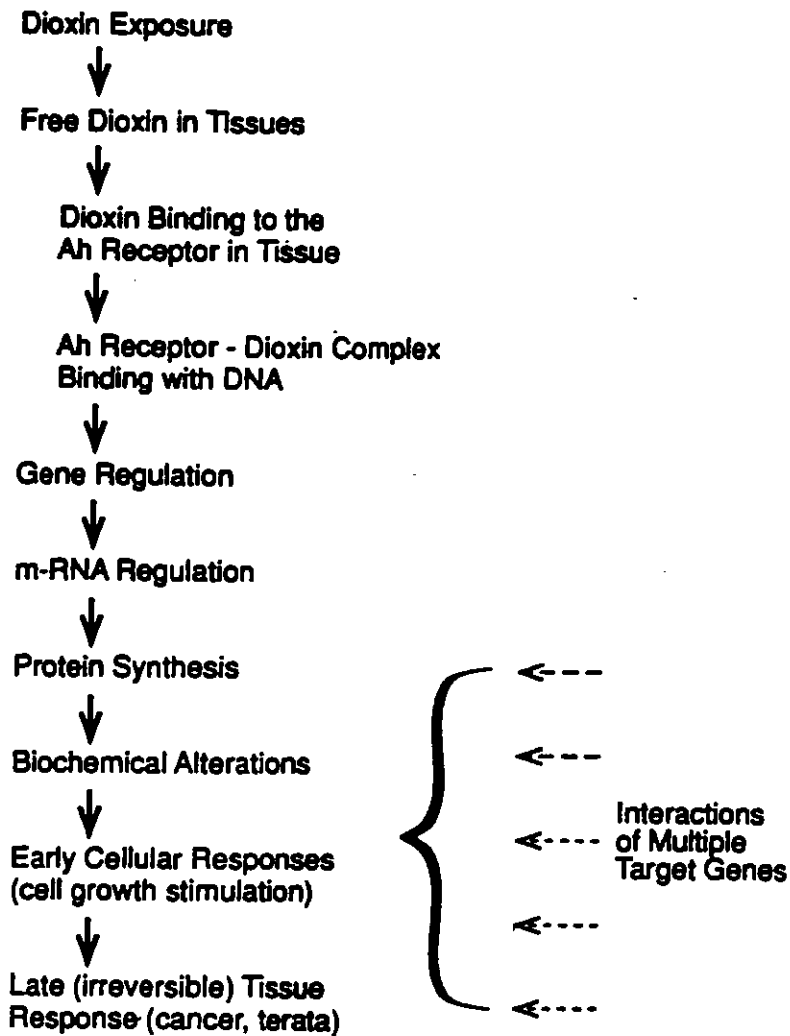 Dioxin Exposure
Free Dioxin in Tissues
Dioxin Binding to the
Ah Receptor in Tissue
Ah Receptor - Dioxin Complex
Binding with DNA
Gene Regulation
m-RNA Regulation
Protein Synthesis
Biochemical Alterations
Early Cellular Responses
(cell growth stimulation)
Late (irreversible) Tissue
Response (cancer, terata)
Interactions
of Multiple
Target Genes